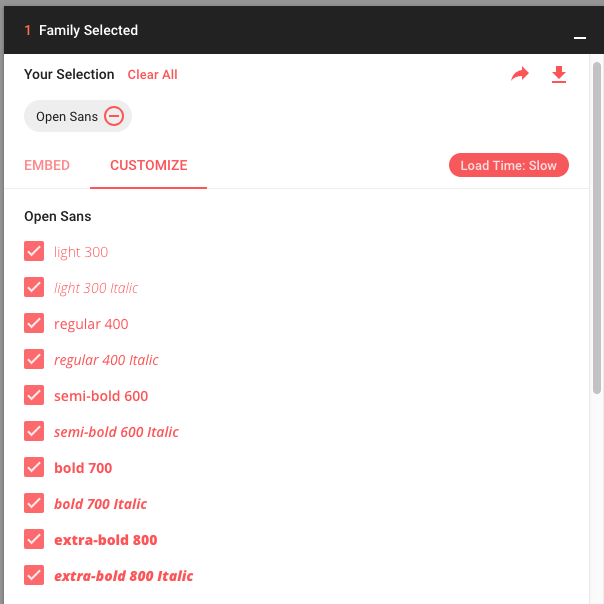 1 Family Selected
Your Selection Clear All
Open Sans
EMBED CUSTOMIZE Load Time: Slow
Open Sans
light 300
light 300 Italic
regular 400
regular 400 Italic
semi-bold 600
semi-bold 600 Italic
bold 700
bold 700 Italic
extra-bold 800
extra-bold 800 Italic